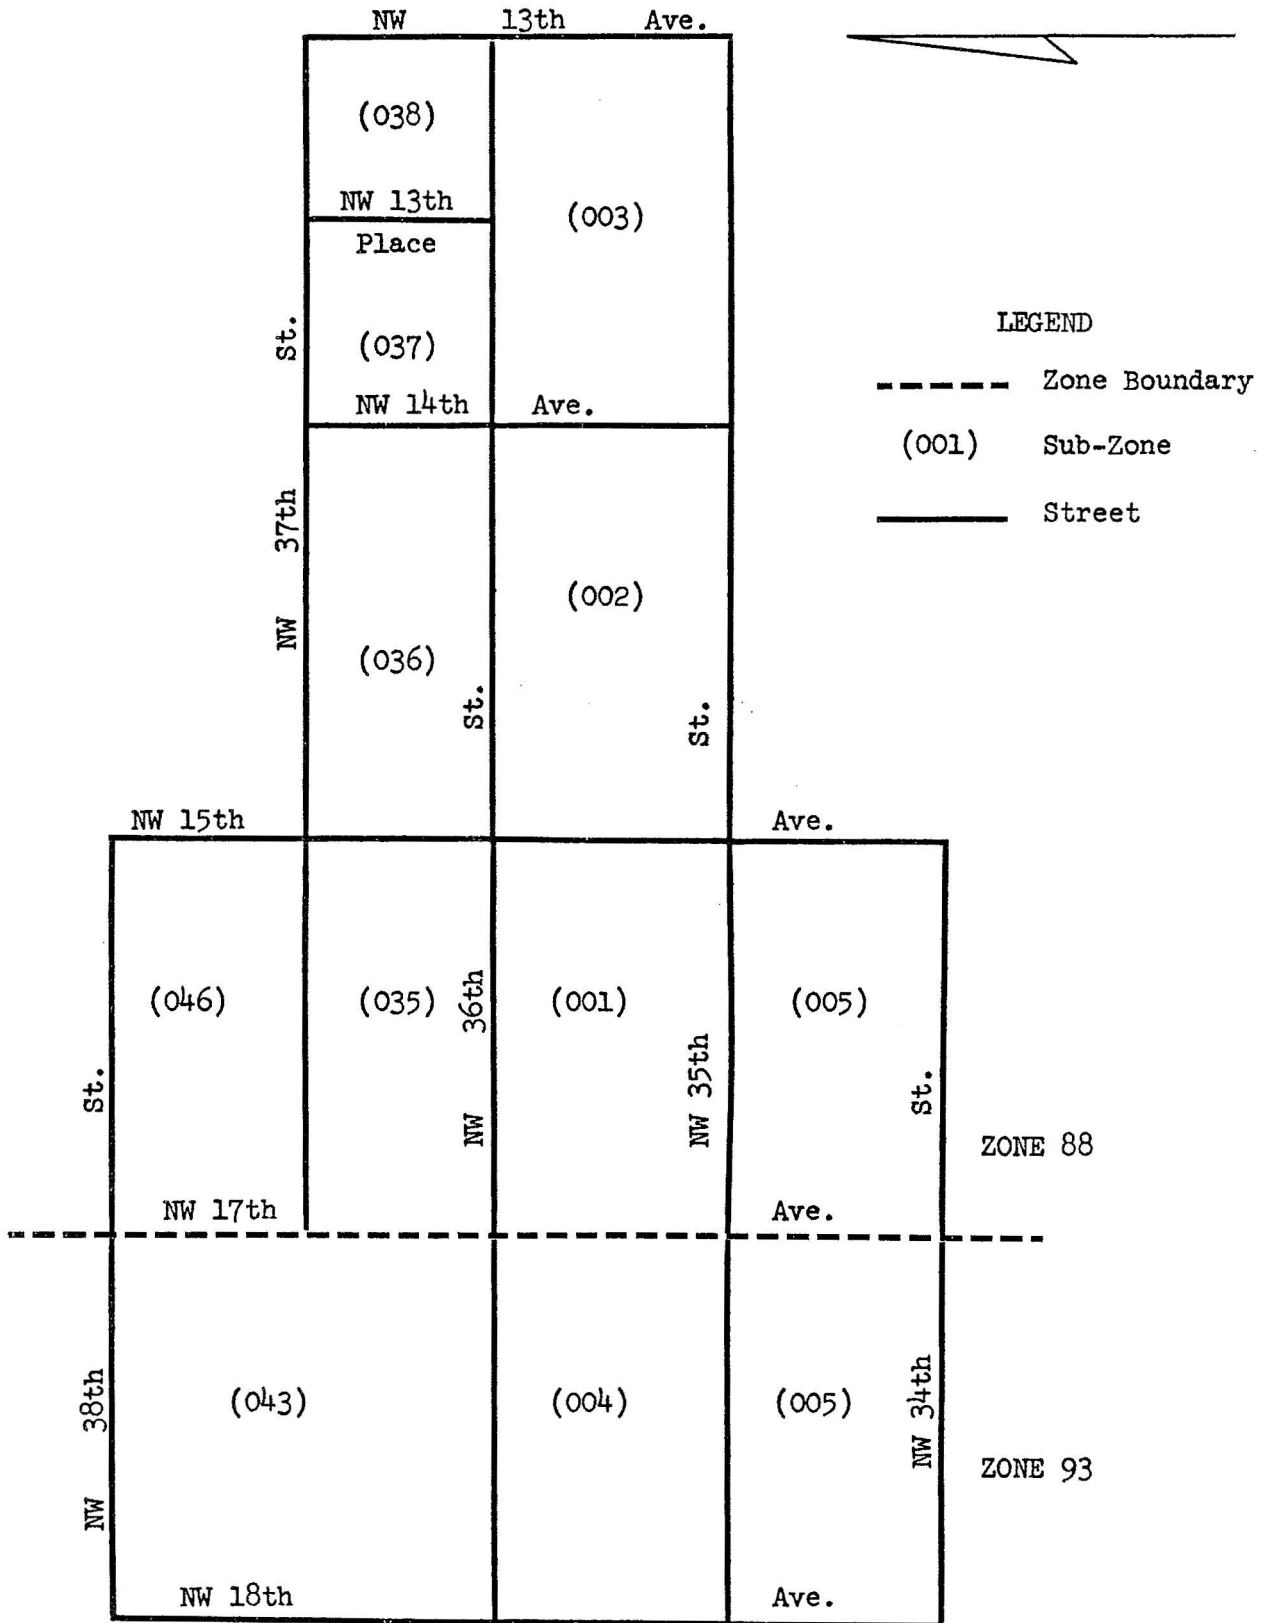 NW 13th Ave.
(038)
NW 13th
Place
(003)
(037)
NW 14th Ave.
LEGEND
Zone Boundary
(001) Sub-Zone
Street
NW 37th St.
(002)
(036)
NW 15th Ave.
(046) (035) (001) (005)
NW 36th St.
NW 35th St.
ZONE 88
NW 17th Ave.
(043) (004) (005)
NW 38th St.
NW 34th St.
ZONE 93
NW 18th Ave.